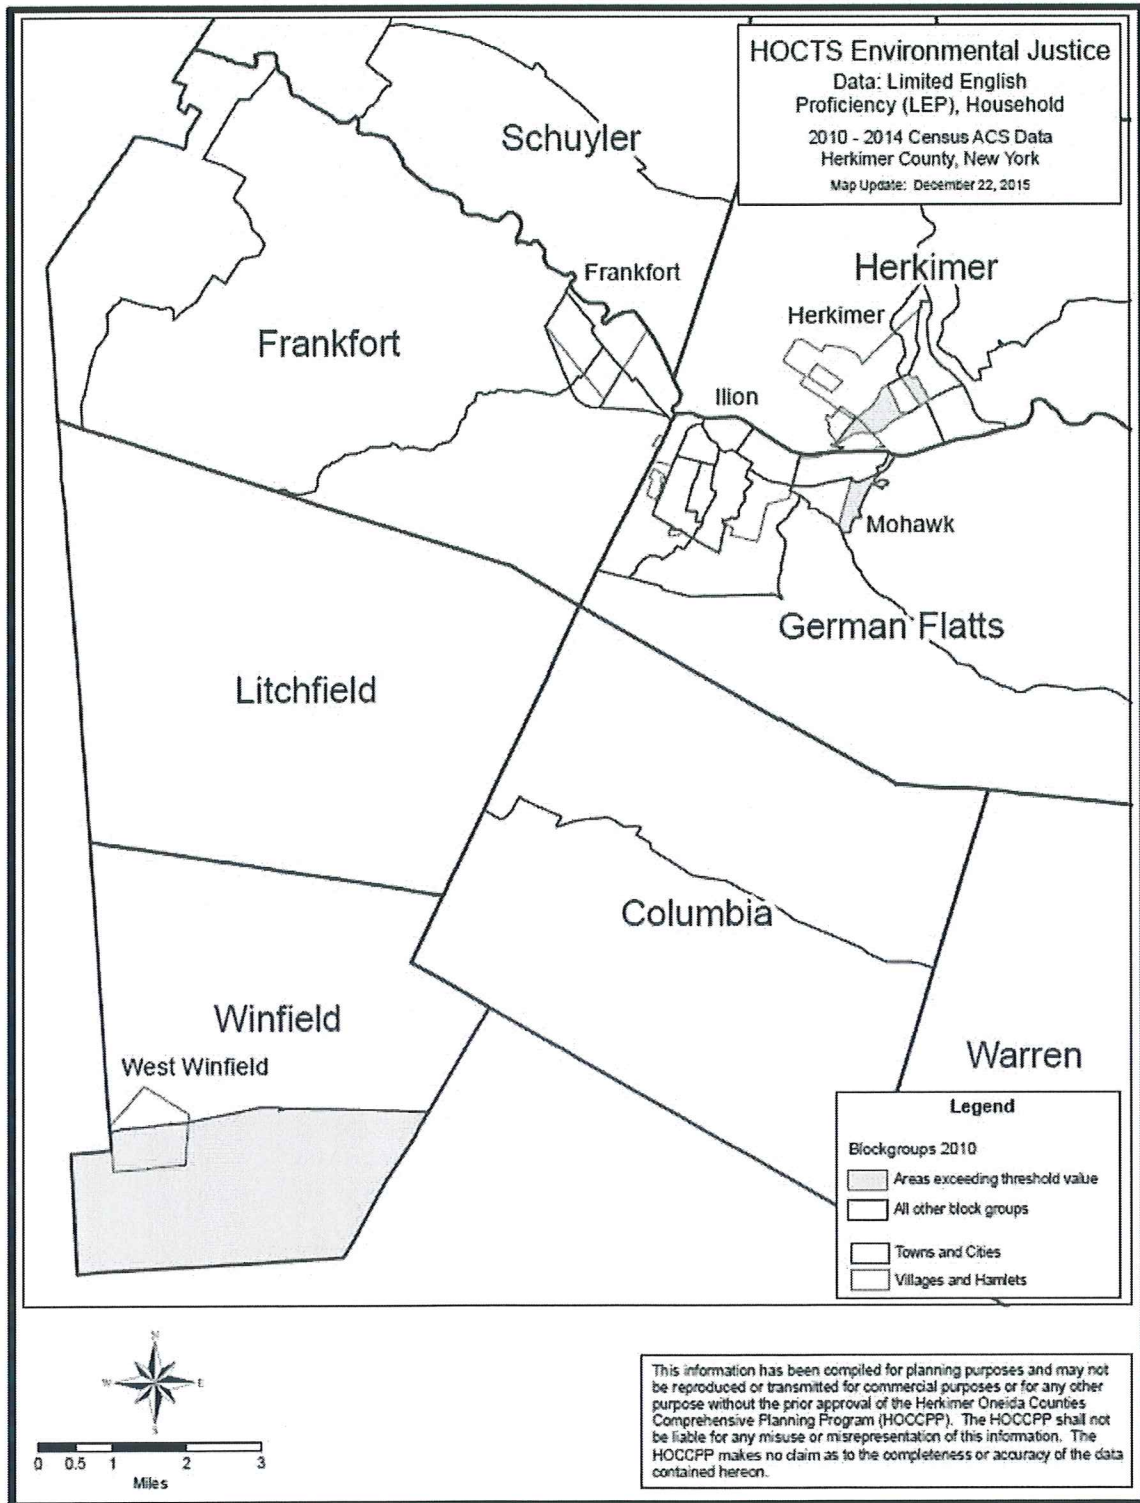 HOCTS Environmental Justice
Data: Limited English
Proficiency (LEP), Household
2010 - 2014 Census ACS Data
Herkimer County, New York
Map Update: December 22, 2015
Schuyler
Herkimer
Frankfort
Herkimer
Frankfort
Ilion
Mohawk
German Flatts
Litchfield
Columbia
Winfield
Warren
West Winfield
Legend
Blockgroups 2010
Areas exceeding threshold value
All other block groups
Towns and Cities
Villages and Hamlets
N
W E
S
0 0.5 1 2 3
Miles
This information has been compiled for planning purposes and may not
be reproduced or transmitted for commercial purposes or for any other
purpose without the prior approval of the Herkimer Oneida Counties
Comprehensive Planning Program (HOCCPP). The HOCCPP shall not
be liable for any misuse or misrepresentation of this information. The
HOCCPP makes no claim as to the completeness or accuracy of the data
contained hereon.